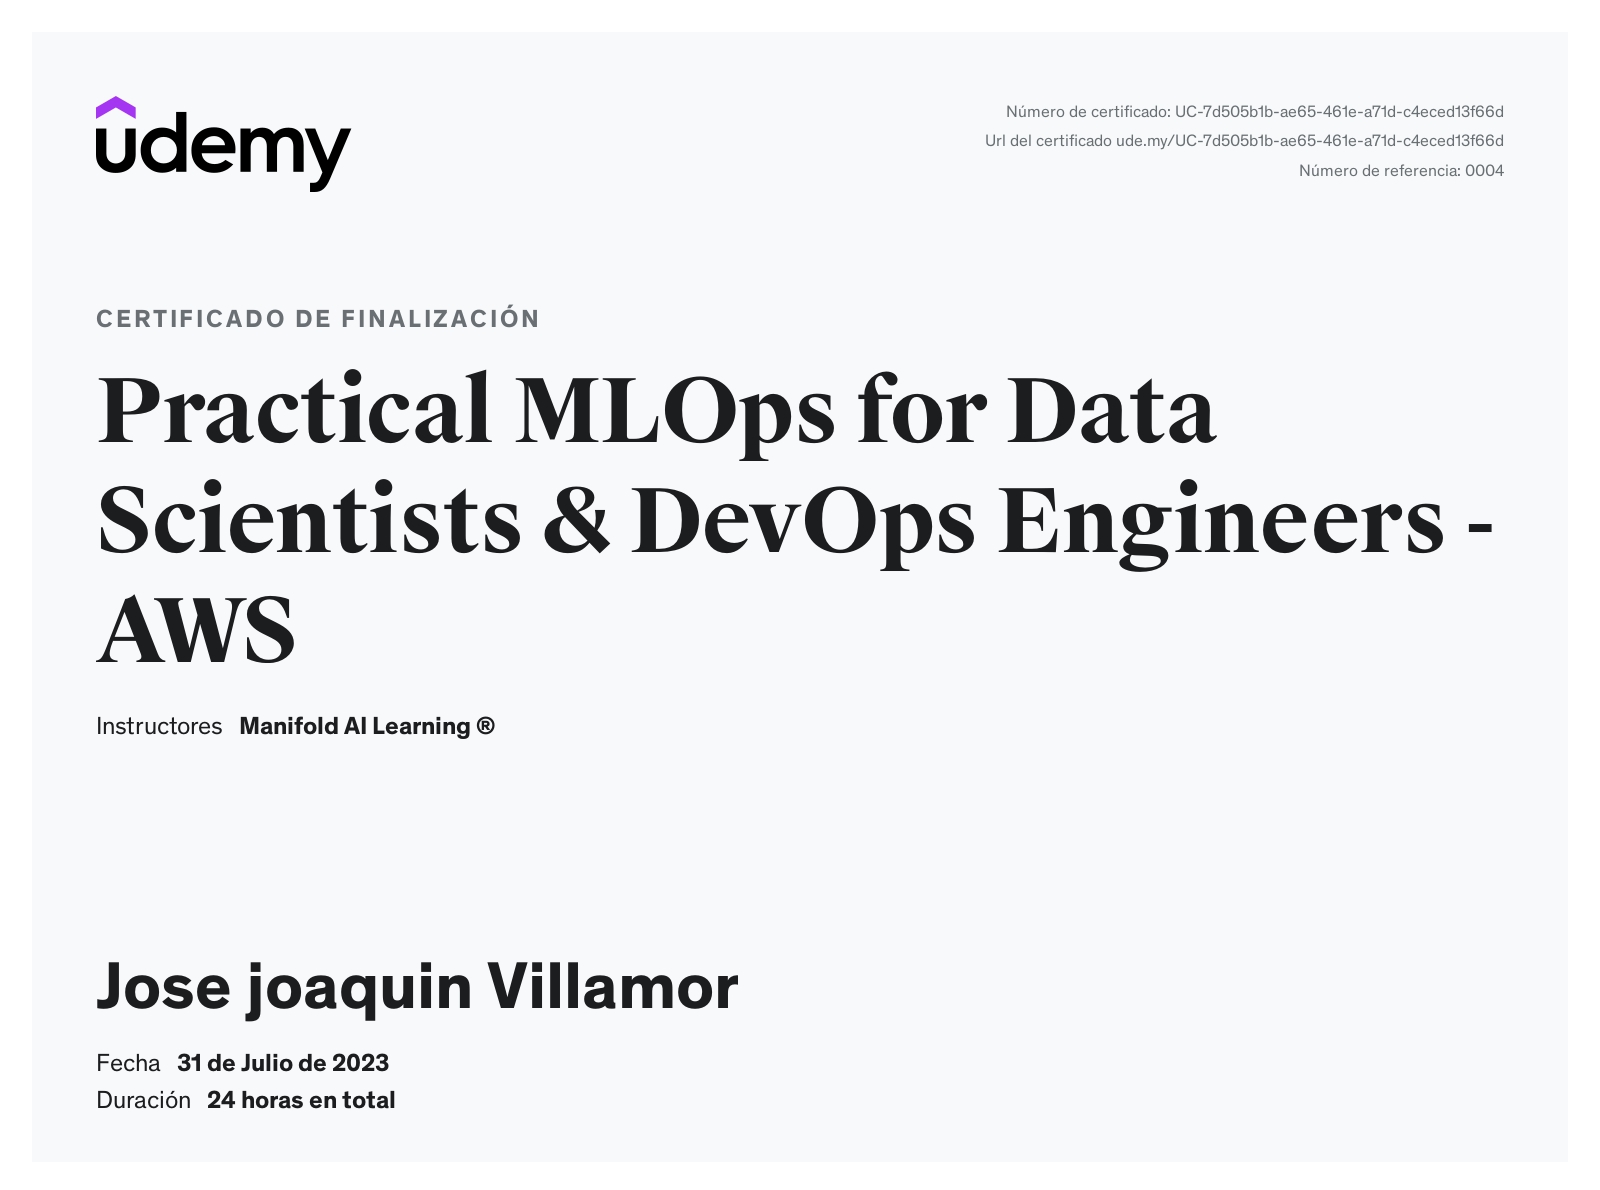 udemy
Número de certificado: UC-7d505b1b-ae65-461e-a71d-c4eced13f66d
Url del certificado ude.my/UC-7d505b1b-ae65-461e-a71d-c4eced13f66d
Número de referencia: 0004
CERTIFICADO DE FINALIZACIÓN
Practical MLOps for Data
Scientists & DevOps Engineers -
AWS
Instructores Manifold AI Learning ®
Jose joaquin Villamor
Fecha 31 de Julio de 2023
Duración 24 horas en total